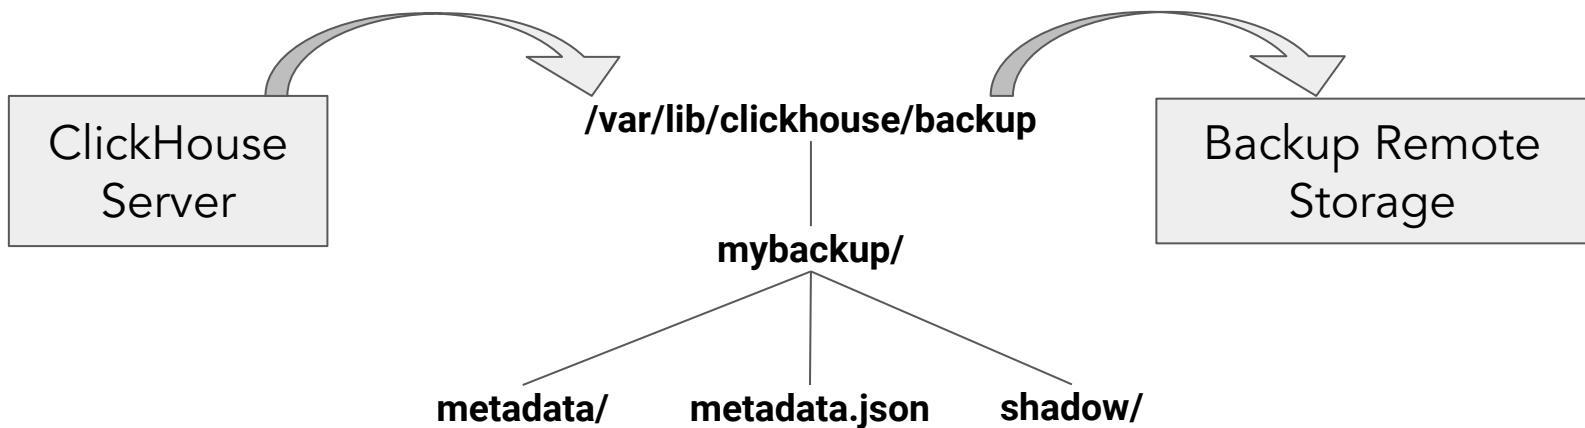 ClickHouse
Server
/var/lib/clickhouse/backup
Backup Remote
Storage
mybackup/
metadata/
metadata.json
shadow/